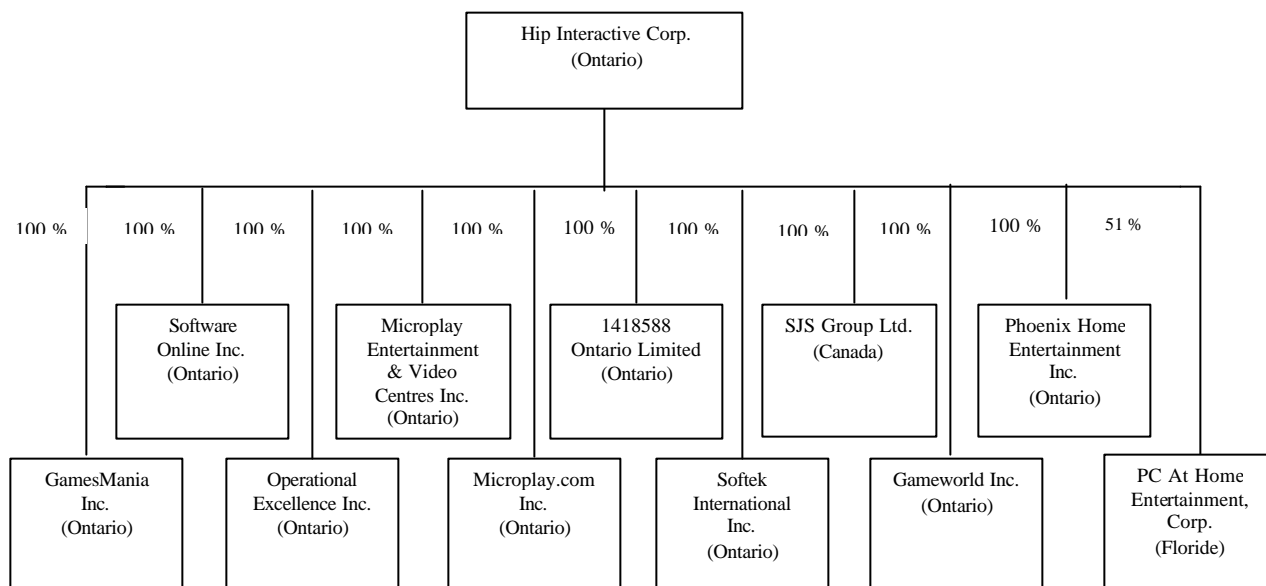 Hip Interactive Corp.
(Ontario)
100 %
100 %
100 %
100 %
100 %
100 %
100 %
100 %
100 %
100 %
51 %
Software
Online Inc.
(Ontario)
Microplay
Entertainment
& Video
Centres Inc.
(Ontario)
1418588
Ontario Limited
(Ontario)
SJS Group Ltd.
(Canada)
Phoenix Home
Entertainment
Inc.
(Ontario)
GamesMania
Inc.
(Ontario)
Operational
Excellence Inc.
(Ontario)
Microplay.com
Inc.
(Ontario)
Softek
International
Inc.
(Ontario)
Gameworld Inc.
(Ontario)
PC At Home
Entertainment,
Corp.
(Floride)